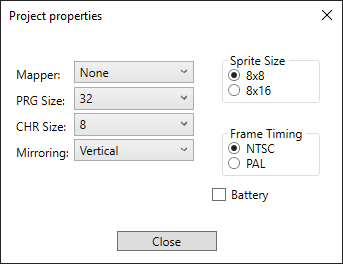 Project properties
Mapper: None
PRG Size: 32
CHR Size: 8
Mirroring: Vertical
Sprite Size
8x8
8x16
Frame Timing
NTSC
PAL
Battery
Close